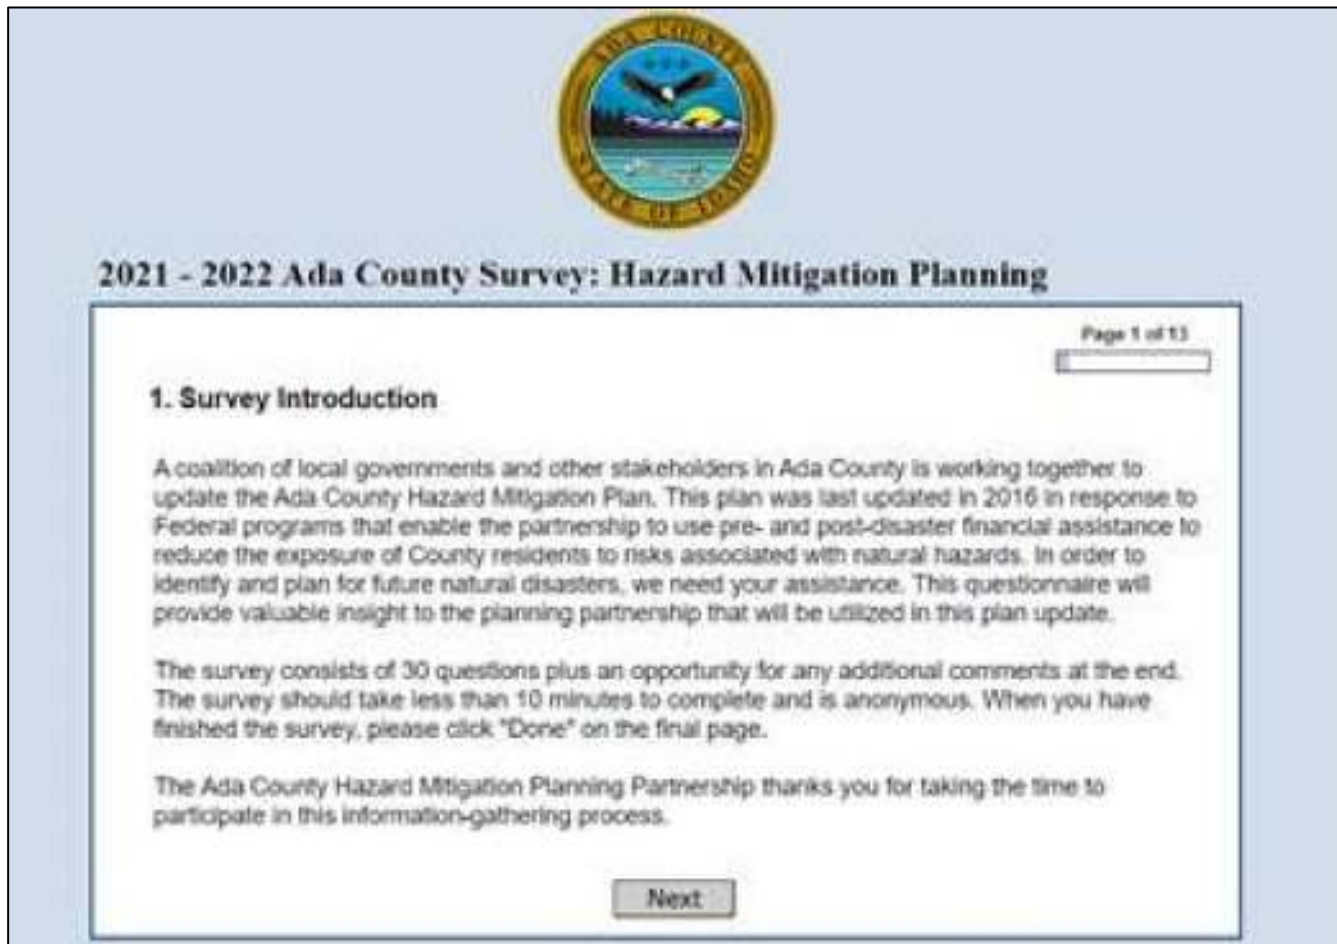 ADA COUNTY
STATE OF IDAHO
2021 - 2022 Ada County Survey: Hazard Mitigation Planning
Page 1 of 13
1. Survey Introduction
A coalition of local governments and other stakeholders in Ada County is working together to
update the Ada County Hazard Mitigation Plan. This plan was last updated in 2016 in response to
Federal programs that enable the partnership to use pre- and post-disaster financial assistance to
reduce the exposure of County residents to risks associated with natural hazards. In order to
identify and plan for future natural disasters, we need your assistance. This questionnaire will
provide valuable insight to the planning partnership that will be utilized in this plan update.
The survey consists of 30 questions plus an opportunity for any additional comments at the end.
The survey should take less than 10 minutes to complete and is anonymous. When you have
finished the survey, please click "Done" on the final page.
The Ada County Hazard Mitigation Planning Partnership thanks you for taking the time to
participate in this information-gathering process.
Next